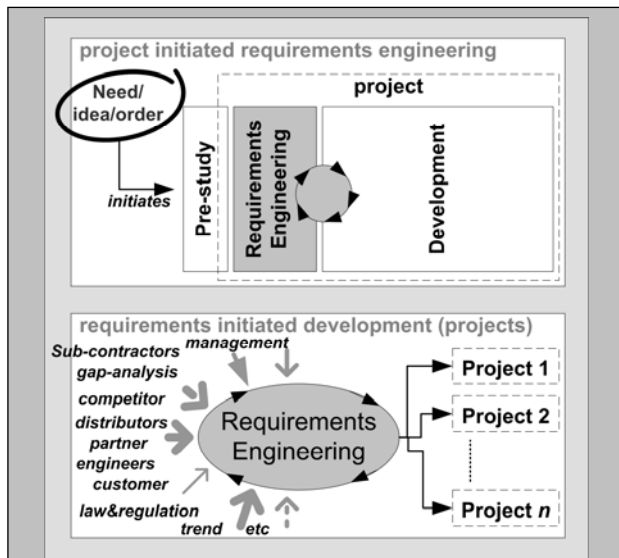 project initiated requirements engineering
Need/
idea/order
project
initiates
Pre-study
Requirements
Engineering
Development
requirements initiated development (projects)
management
Sub-contractors
gap-analysis
competitor
distributors
partner
engineers
customer
law&regulation
trend
etc
Requirements
Engineering
Project 1
Project 2
Project n